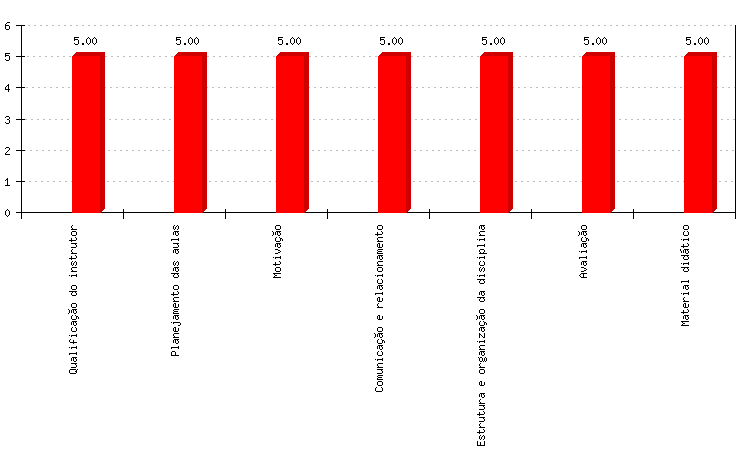 6
5
4
3
2
1
0
5.00
5.00
5.00
5.00
5.00
5.00
5.00
Qualificação do instrutor
Planejamento das aulas
Motivação
Comunicação e relacionamento
Estrutura e organização da disciplina
Avaliação
Material didático